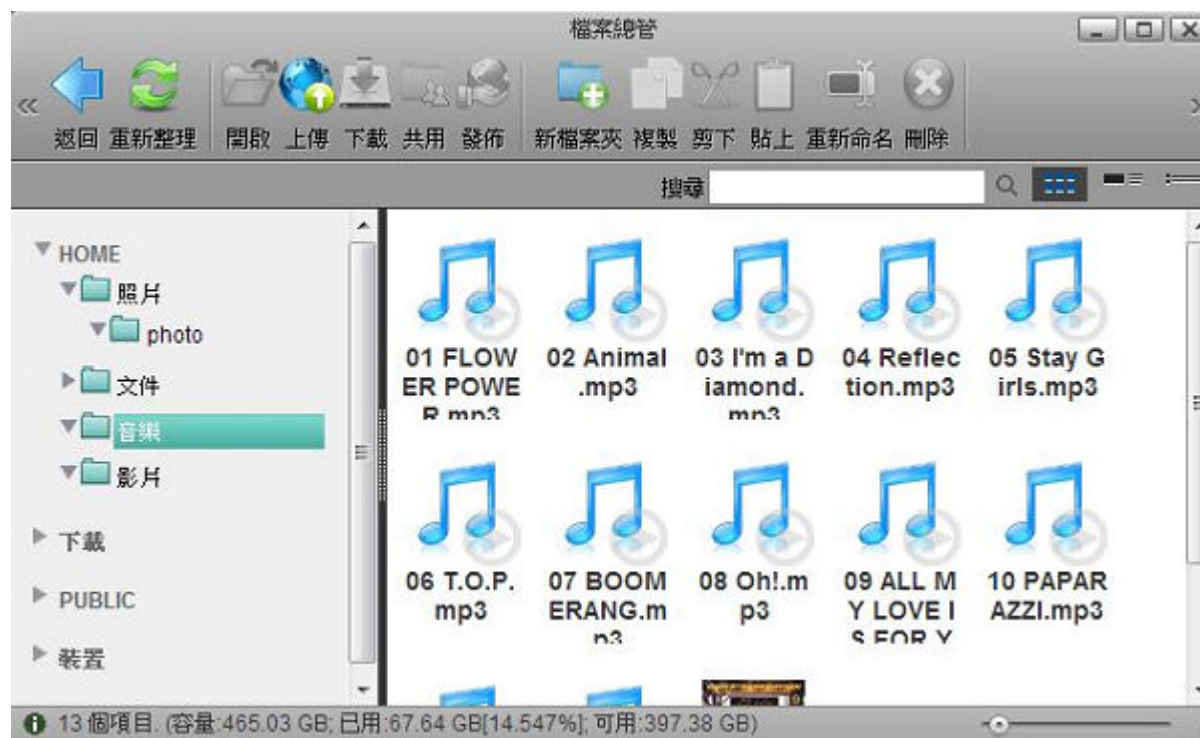 檔案總管
返回 重新整理 開啟 上傳 下載 共用 發佈 新檔案夾 複製 剪下 貼上 重新命名 刪除
搜尋
HOME
照片
photo
文件
音樂
影片
下載
PUBLIC
裝置
01 FLOW
ER POWE
R.mp3
02 Animal
.mp3
03 I'm a D
iamond.
mp3
04 Reflec
tion.mp3
05 Stay G
irls.mp3
06 T.O.P.
mp3
07 BOOM
ERANG.m
p3
08 Oh!.m
p3
09 ALL M
Y LOVE I
S FOR Y
10 PAPAR
AZZI.mp3
13 個項目. (容量:465.03 GB; 已用:67.64 GB[14.547%]; 可用:397.38 GB)